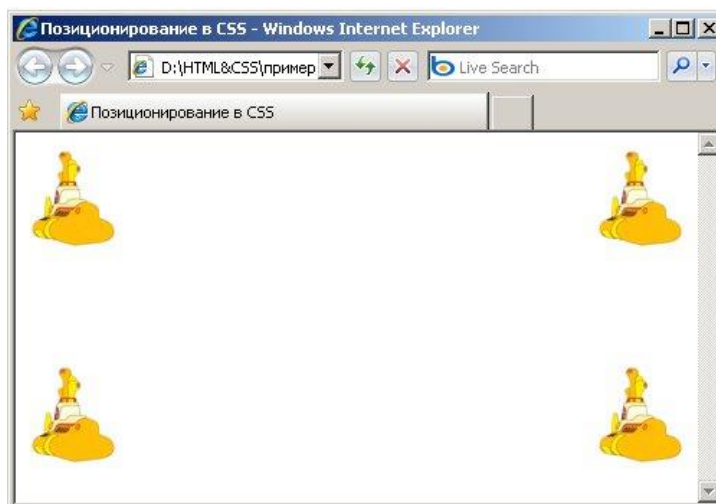 Позиционирование в CSS - Windows Internet Explorer
D:\HTML&CSS\пример
Live Search
Позиционирование в CSS